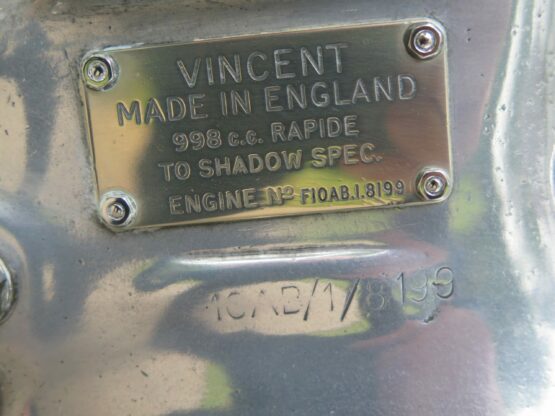 VINCENT
MADE IN ENGLAND
998 c.c. RAPIDE
TO SHADOW SPEC.
ENGINE Nº F10AB.1.8199
10AB/1/8199